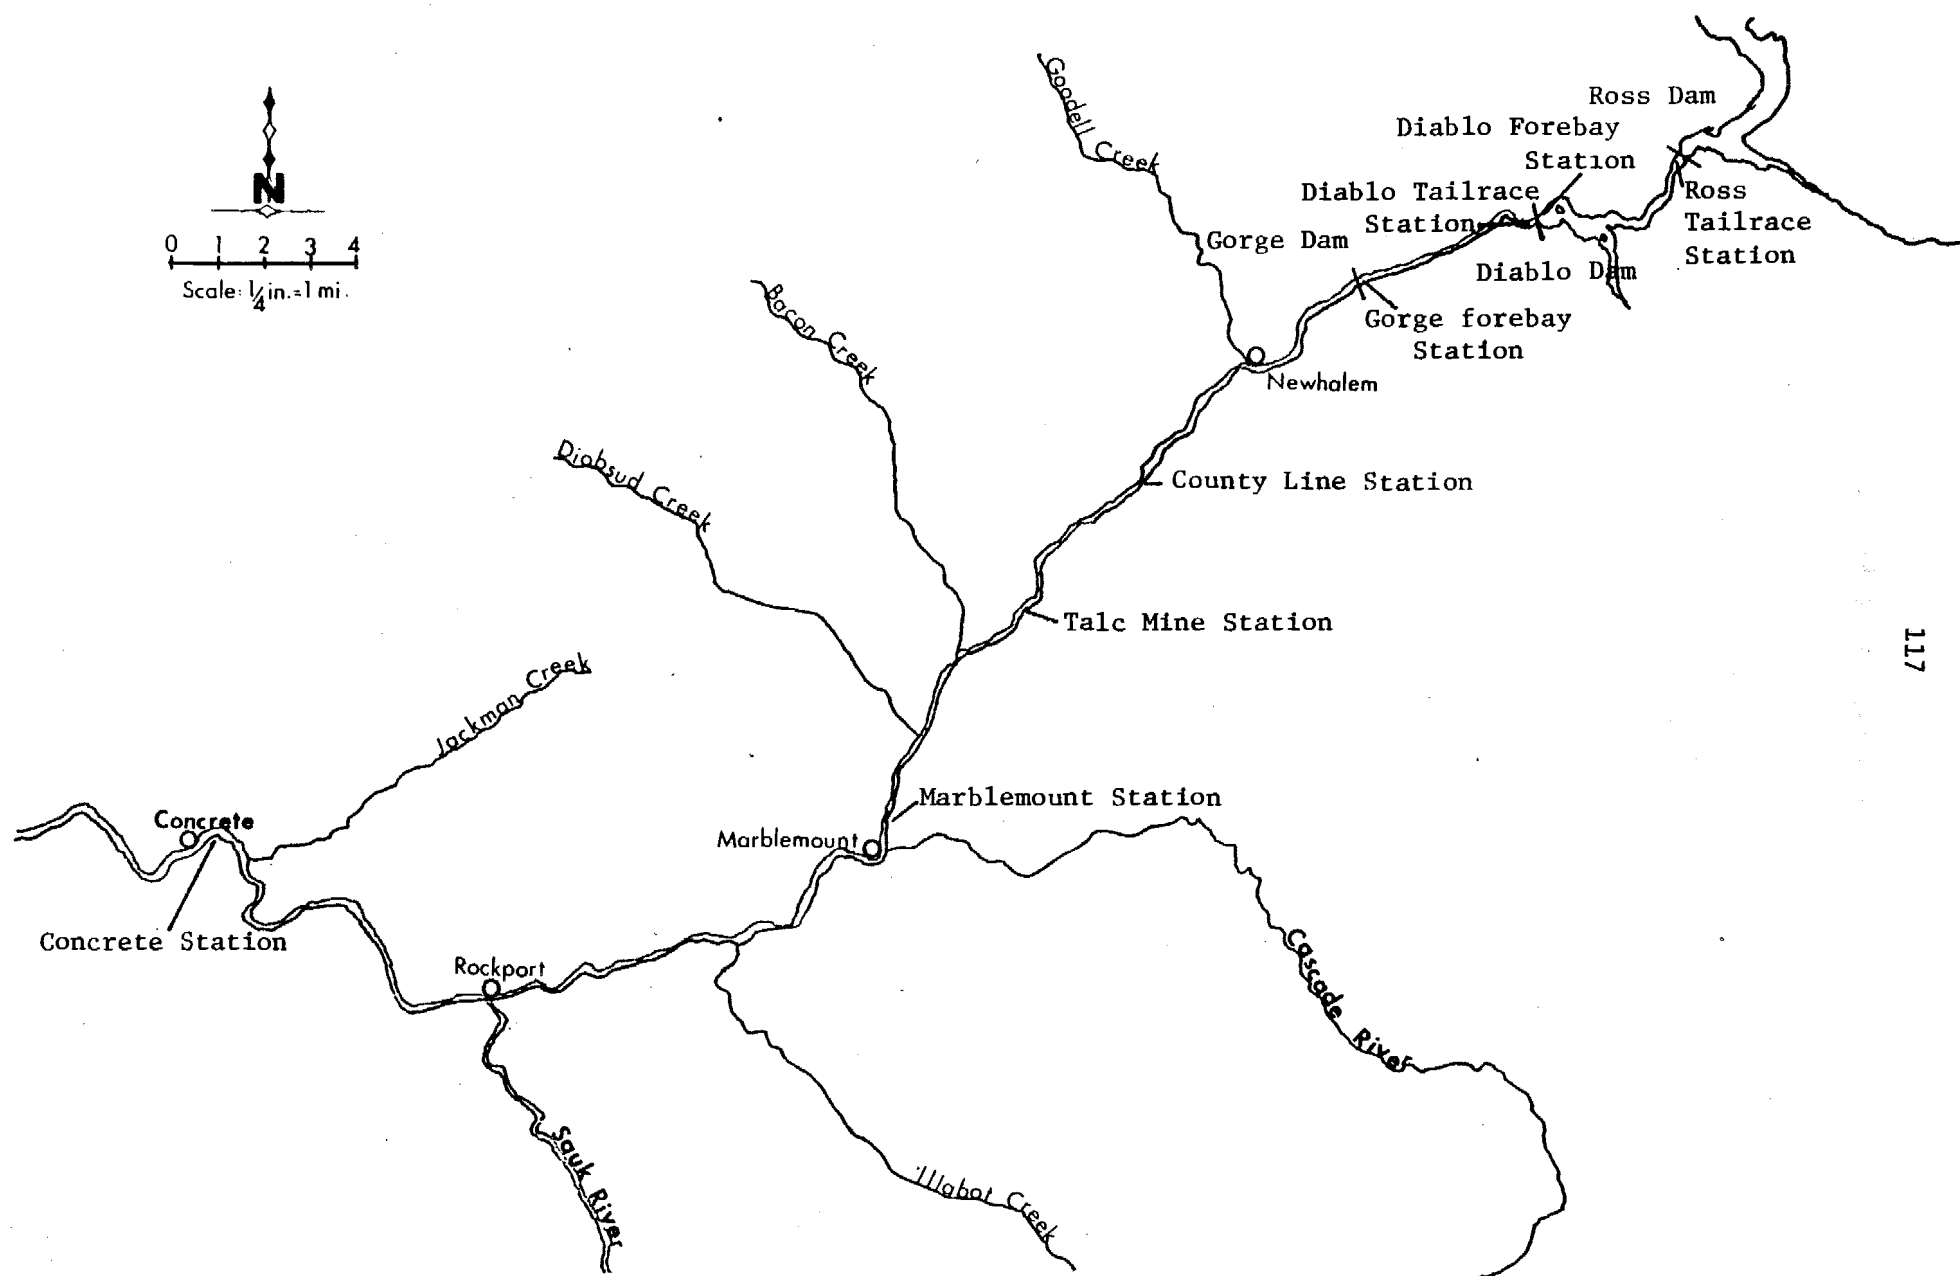 Goodell Creek
Ross Dam
Diablo Forebay
Station
Diablo Tailrace
Station
Ross
Tailrace
Station
Gorge Dam
Diablo Dam
Gorge forebay
Station
N
0 1 2 3 4
Scale: 1/4 in.=1 mi.
Bacon Creek
Newhalem
Diobsud Creek
County Line Station
Talc Mine Station
117
Jackman Creek
Marblemount Station
Concrete
Marblemount
Concrete Station
Rockport
Cascade River
Sauk River
Illabot Creek